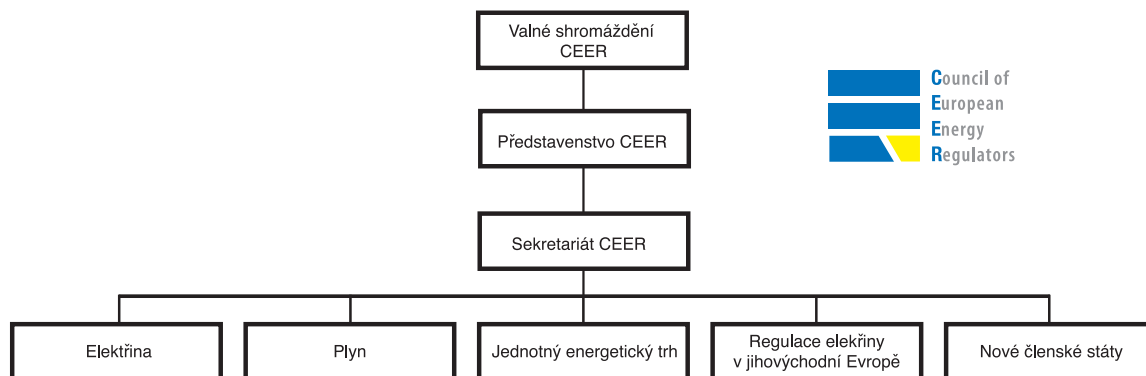 Valné shromáždění
CEER
Council of
European
Energy
Regulators
Představenstvo CEER
Sekretariát CEER
Elektřina
Plyn
Jednotný energetický trh
Regulace elekřiny
v jihovýchodní Evropě
Nové členské státy